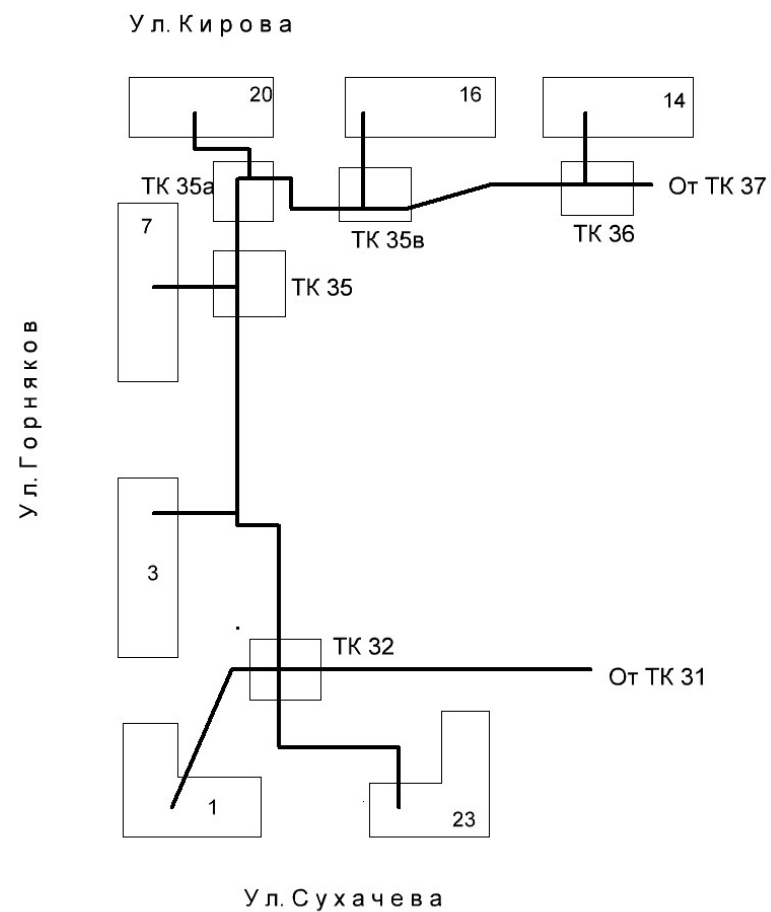 Ул. Кирова
20
16
14
ТК 35а
От ТК 37
7
ТК 35в
ТК 36
ТК 35
Ул. Горняков
3
ТК 32
От ТК 31
1
23
Ул. Сухачева